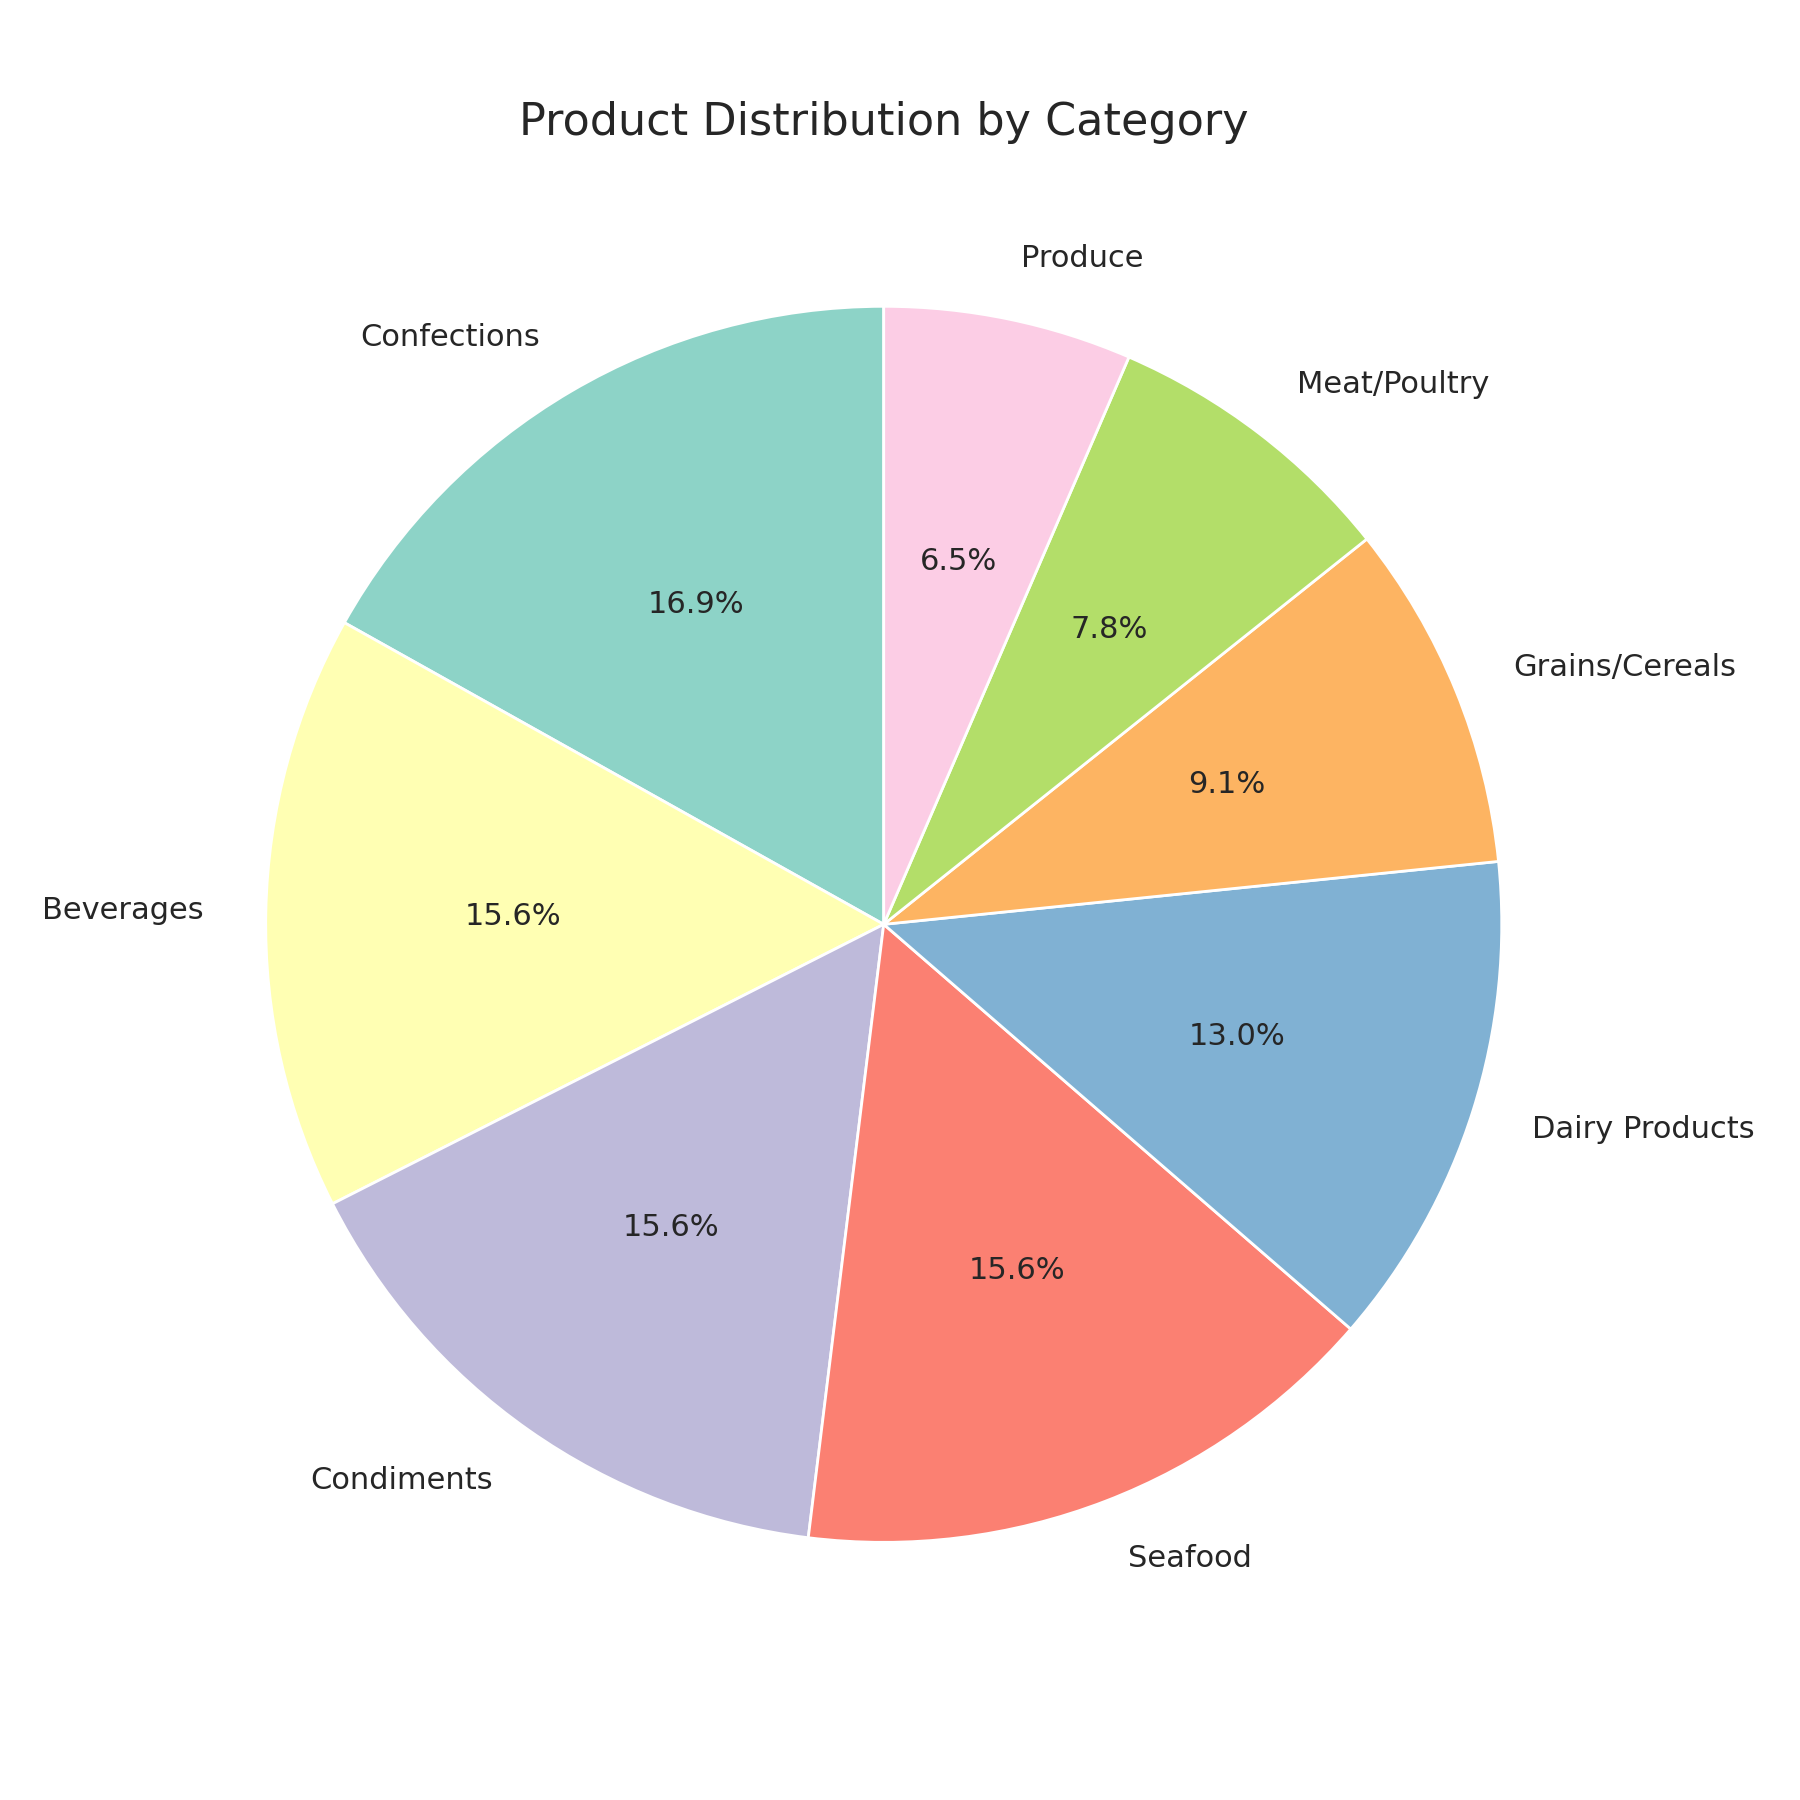 Product Distribution by Category
Produce
Confections
Meat/Poultry
6.5%
16.9%
7.8%
Grains/Cereals
9.1%
Beverages
15.6%
13.0%
Dairy Products
15.6%
15.6%
Condiments
Seafood